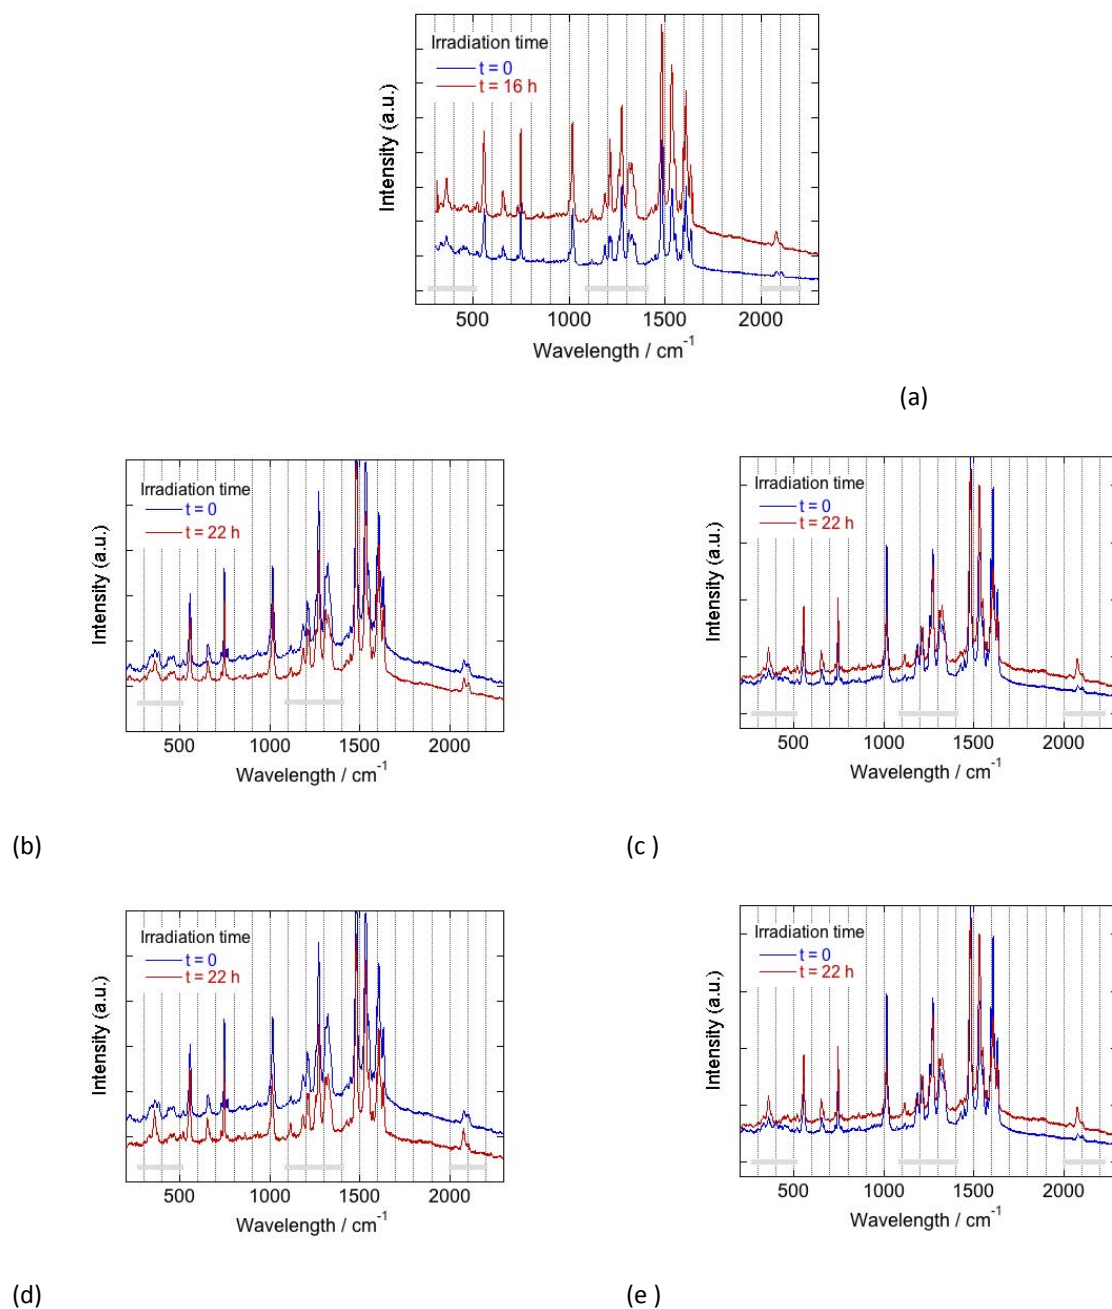 Irradiation time
t = 0
t = 16 h
Intensity (a.u.)
500 1000 1500 2000
Wavelength / cm-1
(a)
Irradiation time
t = 0
t = 22 h
Intensity (a.u.)
500 1000 1500 2000
Wavelength / cm-1
(b)
Irradiation time
t = 0
t = 22 h
Intensity (a.u.)
500 1000 1500 2000
Wavelength / cm-1
(c )
Irradiation time
t = 0
t = 22 h
Intensity (a.u.)
500 1000 1500 2000
Wavelength / cm-1
(d)
Irradiation time
t = 0
t = 22 h
Intensity (a.u.)
500 1000 1500 2000
Wavelength / cm-1
(e )